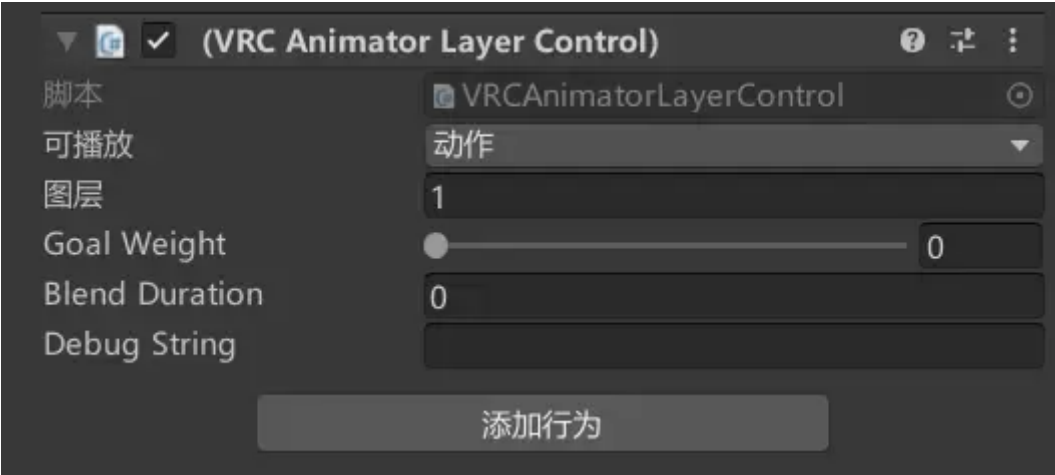 (VRC Animator Layer Control)
脚本 VRCAnimatorLayerControl
可播放 动作
图层 1
Goal Weight 0
Blend Duration 0
Debug String
添加行为